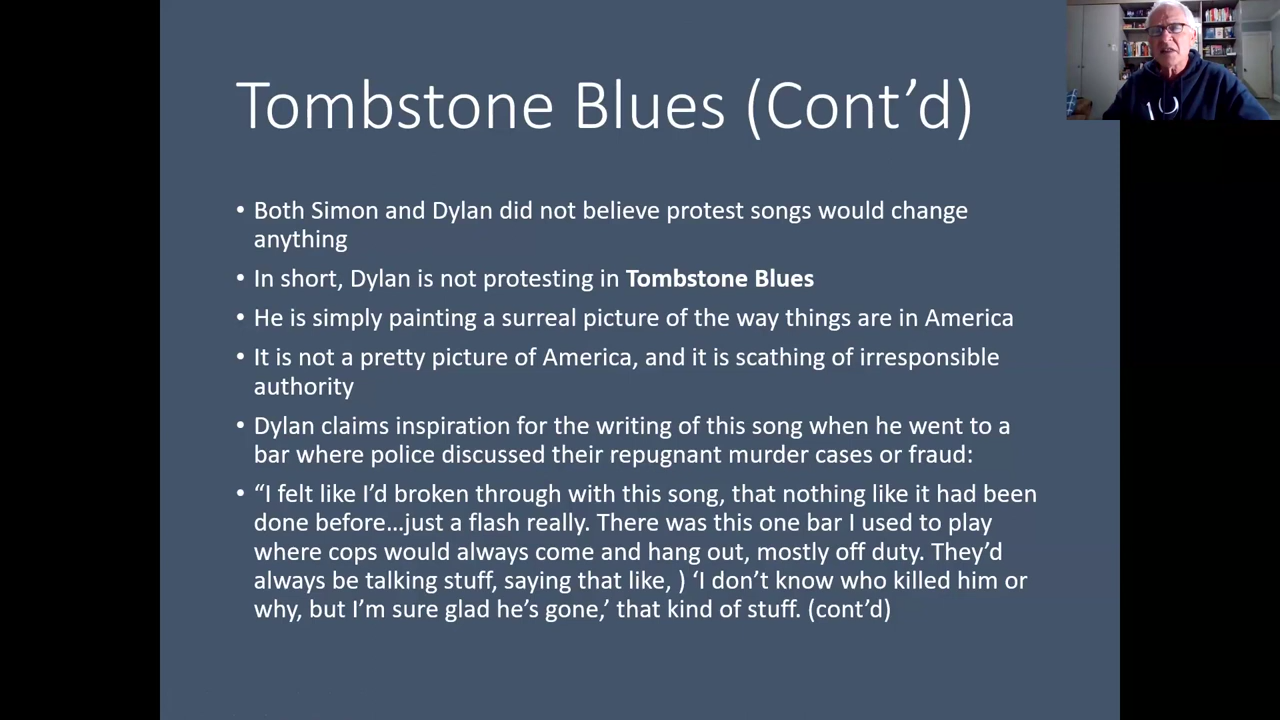 Tombstone Blues (Cont’d)
• Both Simon and Dylan did not believe protest songs would change
anything
• In short, Dylan is not protesting in Tombstone Blues
• He is simply painting a surreal picture of the way things are in America
• It is not a pretty picture of America, and it is scathing of irresponsible
authority
• Dylan claims inspiration for the writing of this song when he went to a
bar where police discussed their repugnant murder cases or fraud:
• “I felt like I’d broken through with this song, that nothing like it had been
done before…just a flash really. There was this one bar I used to play
where cops would always come and hang out, mostly off duty. They’d
always be talking stuff, saying that like, ) ‘I don’t know who killed him or
why, but I’m sure glad he’s gone,’ that kind of stuff. (cont’d)